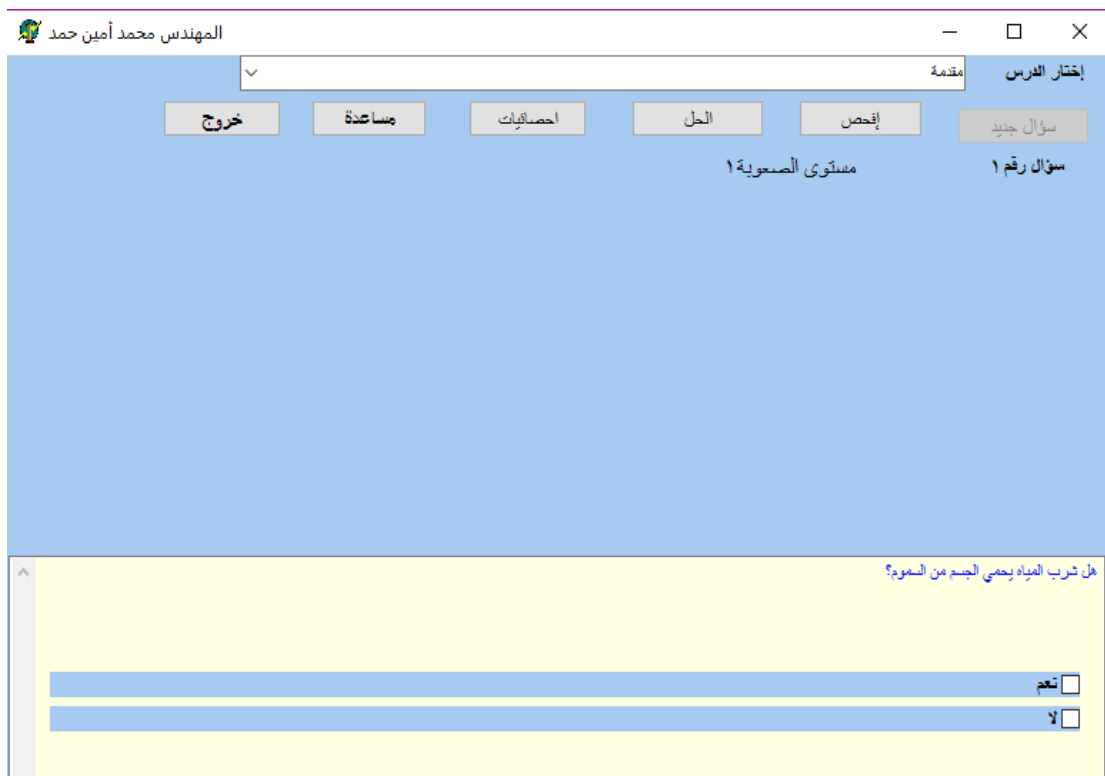 المهندس محمد أمين حمد
إختار الدرس مقدمة
سؤال جديد إفحص الحل احصائيات مساعدة خروج
سؤال رقم ١ مستوى الصعوبة ١
هل شرب المياه يحمي الجسم من السموم؟
نعم
لا